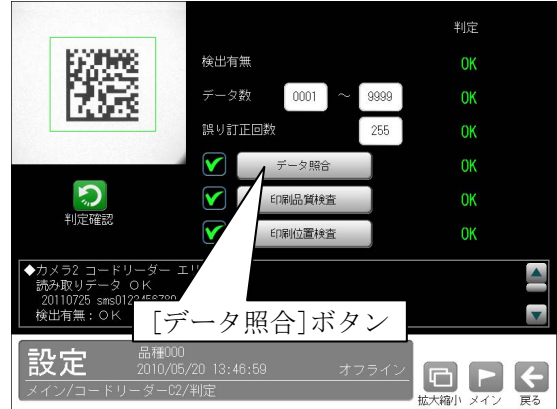 判定
検出有無 OK
データ数 0001 ～ 9999 OK
誤り訂正回数 255 OK
データ照合 OK
印刷品質検査 OK
印刷位置検査 OK
判定確認
◆カメラ2 コードリーダー エリ
読み取りデータ OK
20110725 sms0123456789
検出有無：OK
[データ照合]ボタン
設定
品種000
2010/05/20 13:46:59 オフライン
メイン/コードリーダーC2/判定
拡大縮小 メイン 戻る